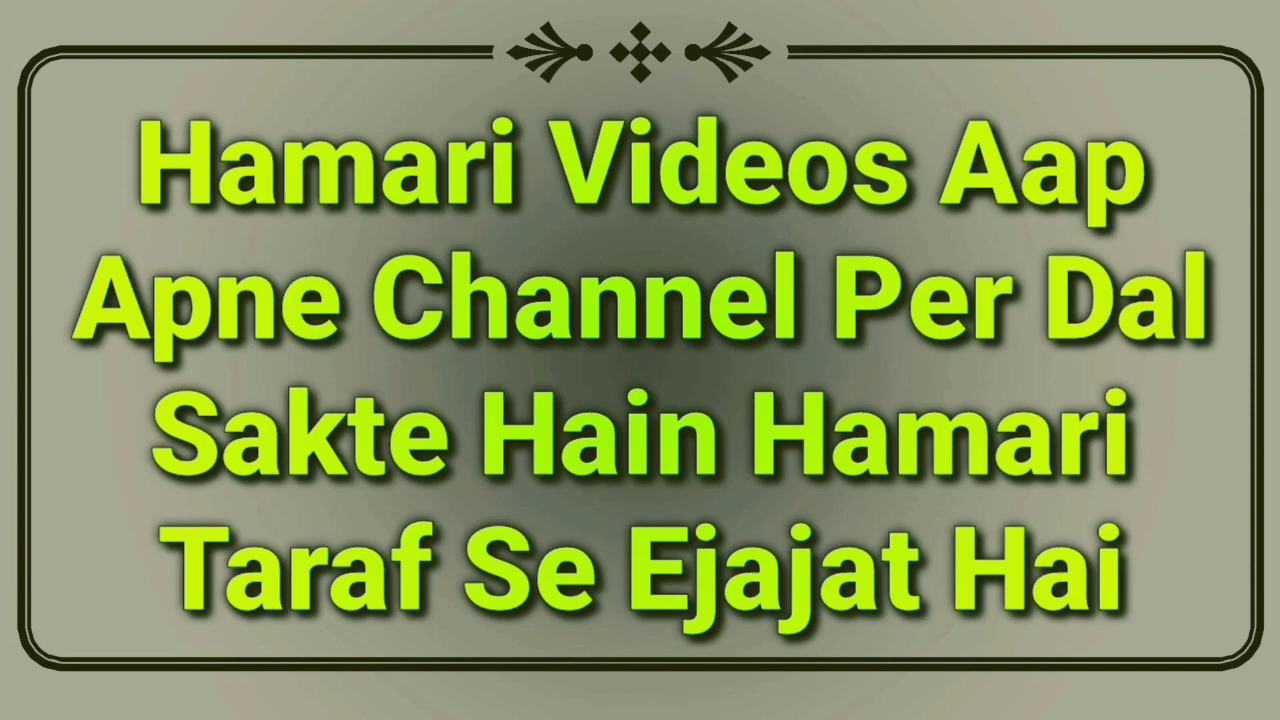 Hamari Videos Aap
Apne Channel Per Dal
Sakte Hain Hamari
Taraf Se Ejajat Hai